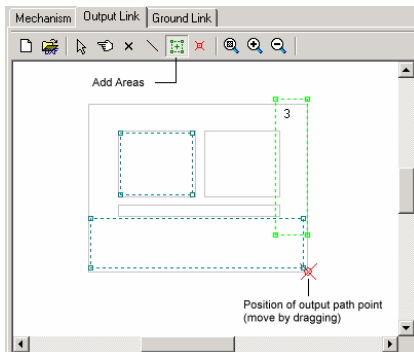 Mechanism Output Link Ground Link
Add Areas
3
Position of output path point
(move by dragging)